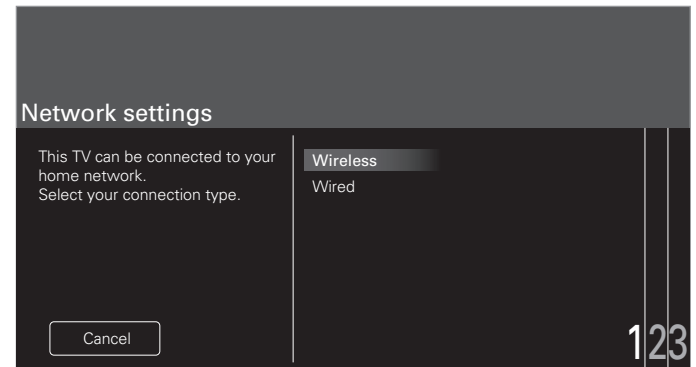 Network settings
This TV can be connected to your
home network.
Select your connection type.
Wireless
Wired
Cancel
123